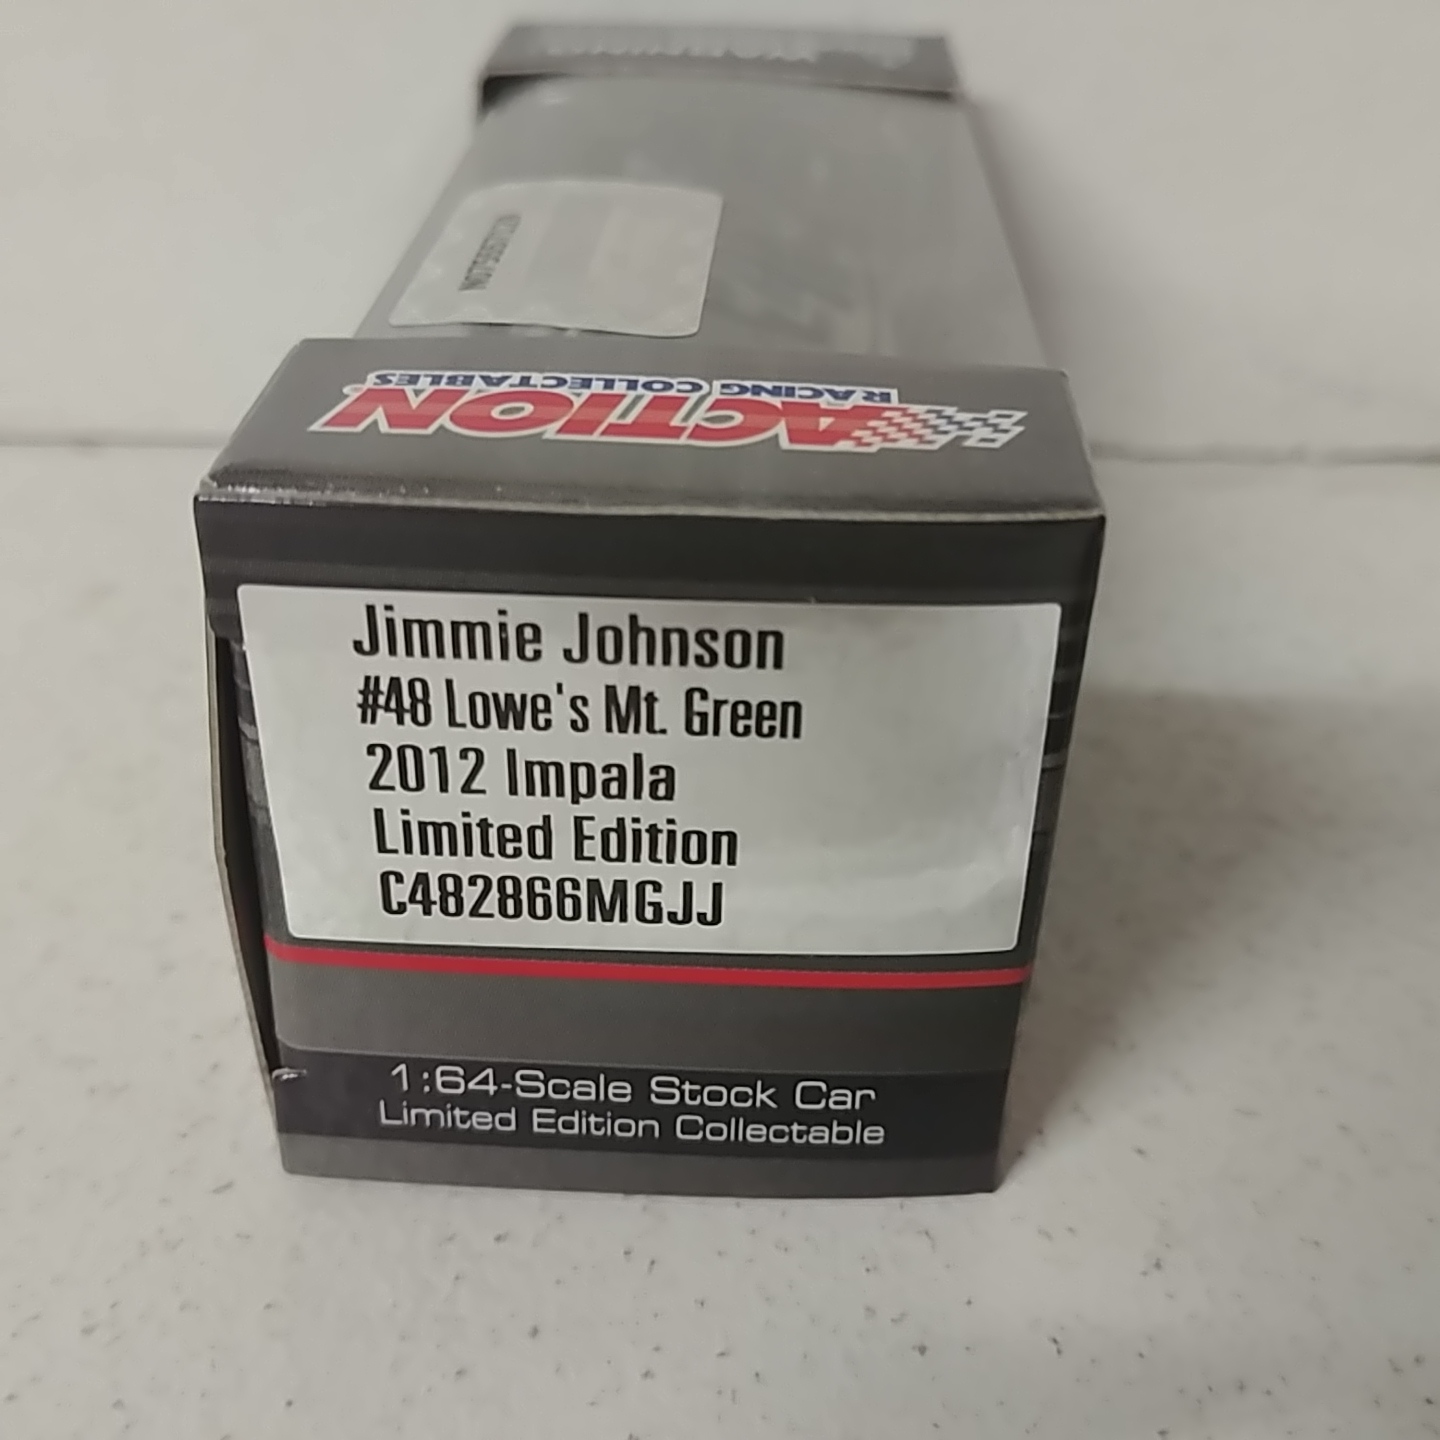 ACTION
RACING COLLECTABLES
Jimmie Johnson
#48 Lowe's Mt. Green
2012 Impala
Limited Edition
C482866MGJJ
1:64-Scale Stock Car
Limited Edition Collectable